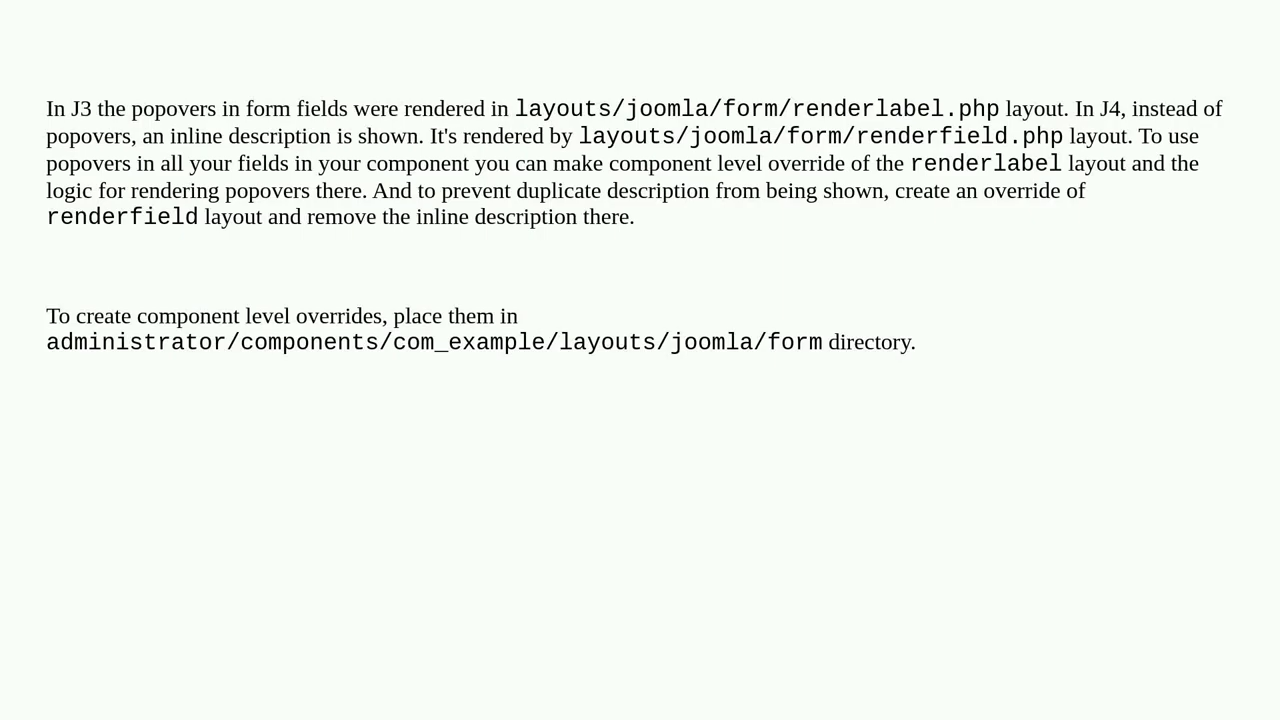 In J3 the popovers in form fields were rendered in layouts/joomla/form/renderlabel.php layout. In J4, instead of
popovers, an inline description is shown. It's rendered by layouts/joomla/form/renderfield.php layout. To use
popovers in all your fields in your component you can make component level override of the renderlabel layout and the
logic for rendering popovers there. And to prevent duplicate description from being shown, create an override of
renderfield layout and remove the inline description there.
To create component level overrides, place them in
administrator/components/com_example/layouts/joomla/form directory.